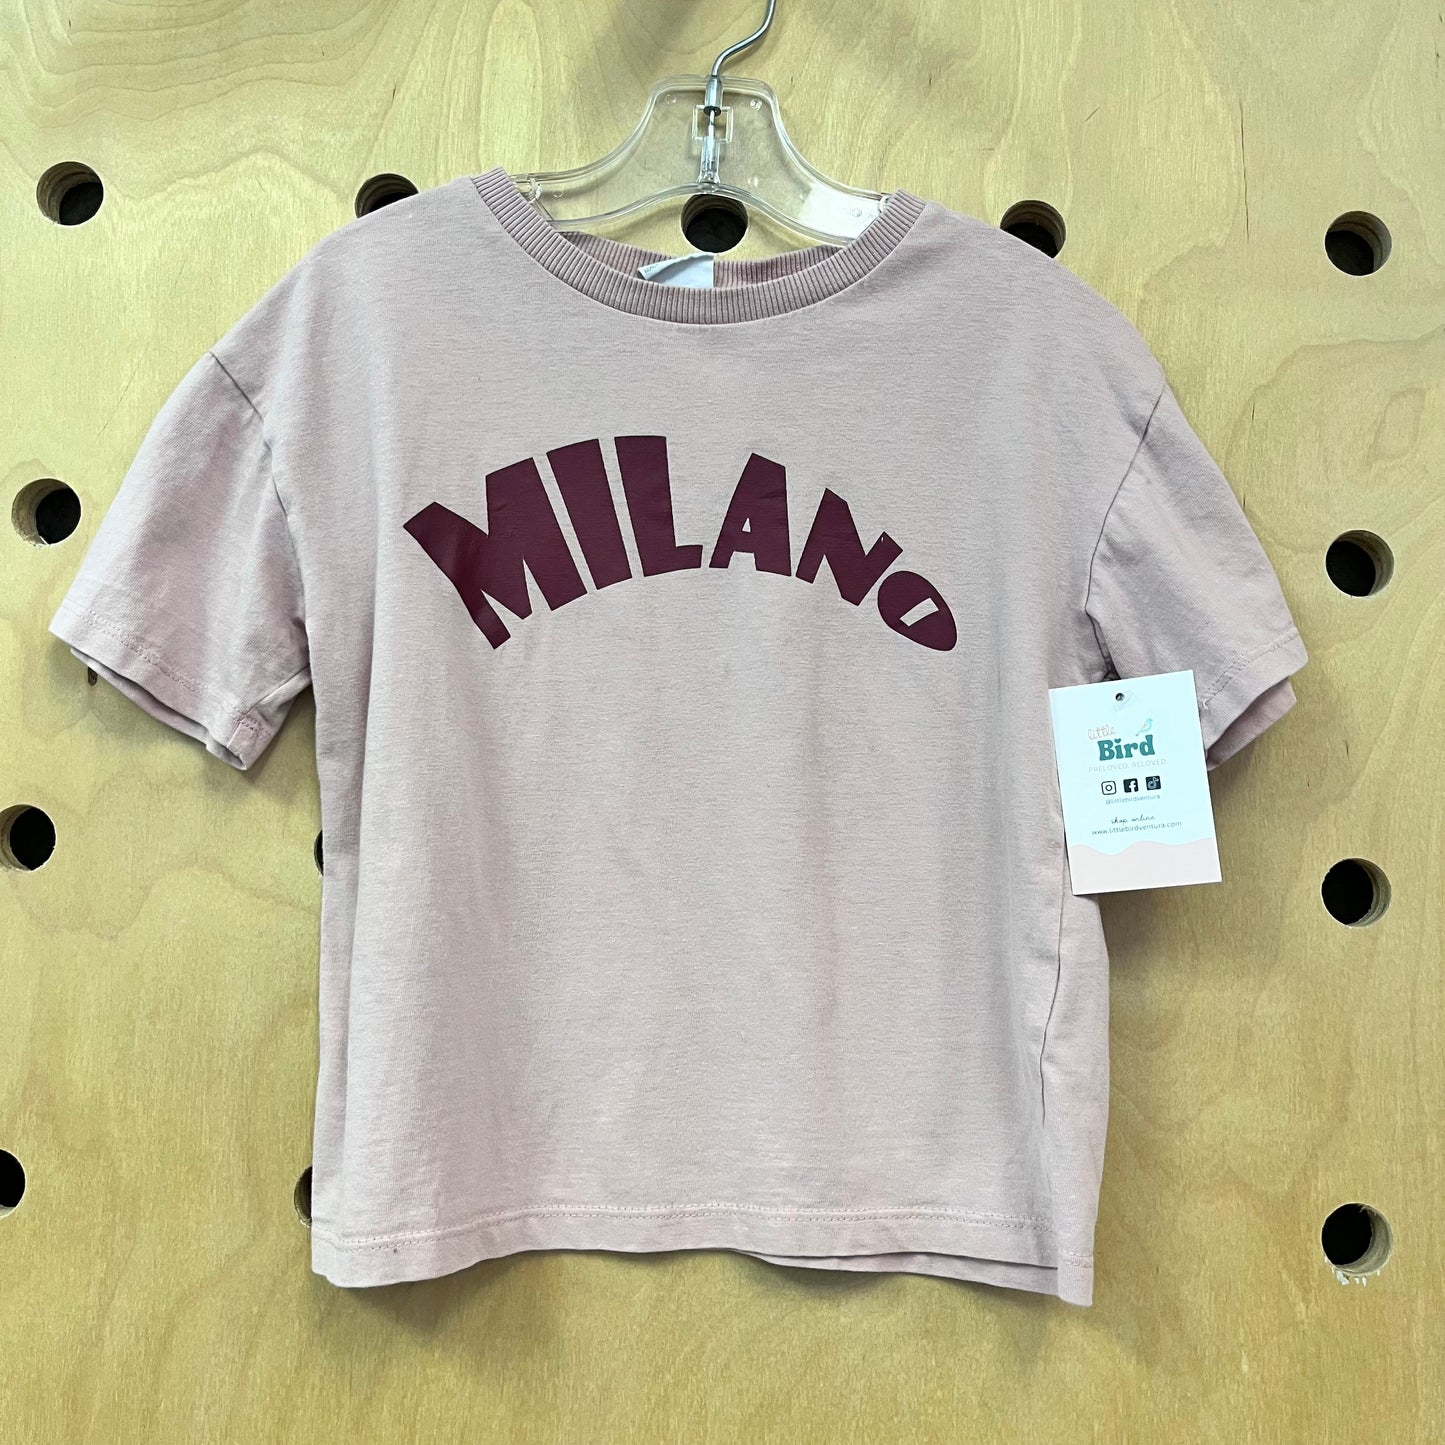 MILANO
little
Bird
PRELOVED. RELOVED
@littlebirdventura
shop online
www.littlebirdventura.com